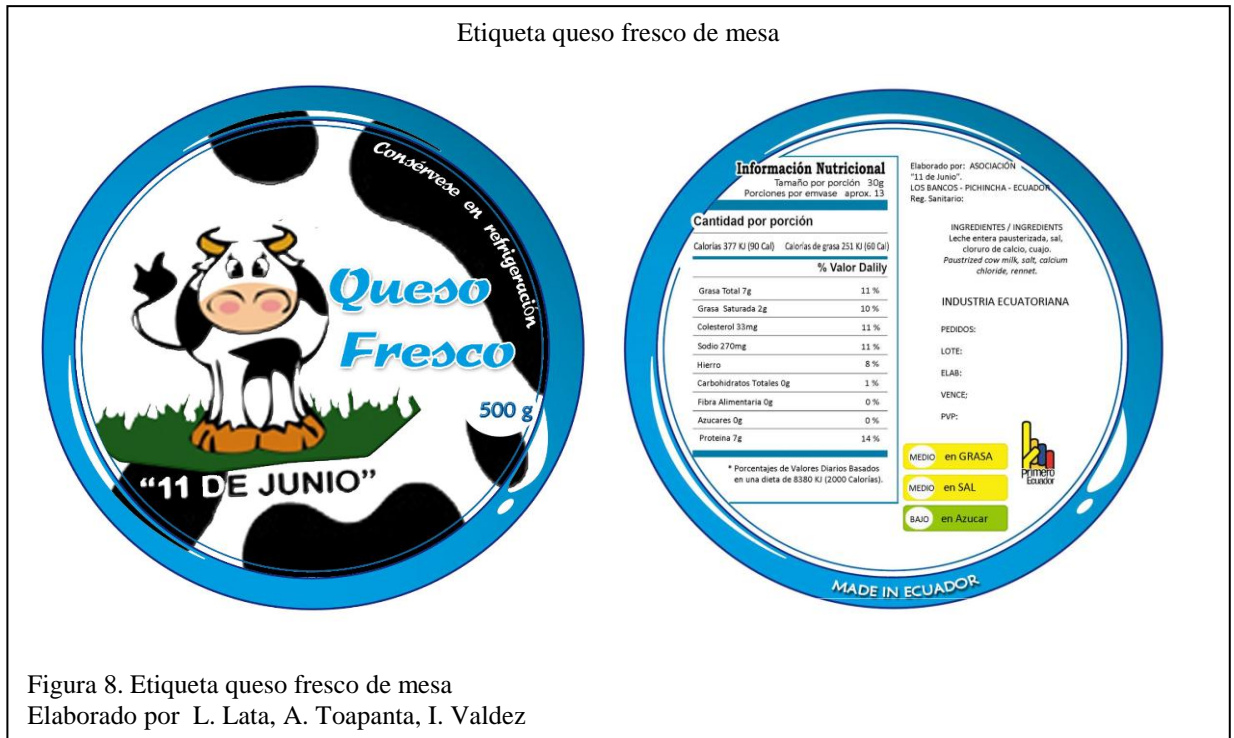 Etiqueta queso fresco de mesa
Consérvese en refrigeración
Queso
Fresco
500 g
"11 DE JUNIO"
Información Nutricional
Tamaño por porción 30g
Porciones por emvase aprox. 13
Cantidad por porción
Calorías 377 KJ (90 Cal) Calorías de grasa 251 KJ (60 Cal)
% Valor Dalily
Grasa Total 7g 11 %
Grasa Saturada 2g 10 %
Colesterol 33mg 11 %
Sodio 270mg 11 %
Hierro 8 %
Carbohidratos Totales 0g 1 %
Fibra Alimentaria 0g 0 %
Azucares 0g 0 %
Proteina 7g 14 %
* Porcentajes de Valores Diarios Basados
en una dieta de 8380 KJ (2000 Calorías).
Elaborado por: ASOCIACIÓN
"11 de Junio".
LOS BANCOS - PICHINCHA - ECUADOR
Reg. Sanitario:
INGREDIENTES / INGREDIENTS
Leche entera pausterizada, sal,
cloruro de calcio, cuajo.
Paustrized cow milk, salt, calcium
chloride, rennet.
INDUSTRIA ECUATORIANA
PEDIDOS:
LOTE:
ELAB:
VENCE;
PVP:
MEDIO en GRASA
MEDIO en SAL
BAJO en Azucar
Primero
Ecuador
MADE IN ECUADOR
Figura 8. Etiqueta queso fresco de mesa
Elaborado por L. Lata, A. Toapanta, I. Valdez